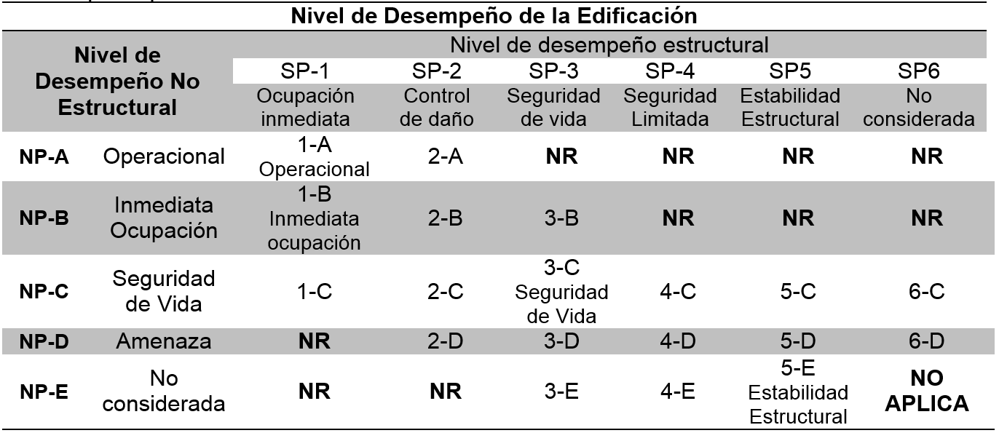 Nivel de Desempeño de la Edificación
Nivel de Desempeño No Estructural
Nivel de desempeño estructural
SP-1 SP-2 SP-3 SP-4 SP5 SP6
Ocupación inmediata Control de daño Seguridad de vida Seguridad Limitada Estabilidad Estructural No considerada
NP-A Operacional 1-A Operacional 2-A NR NR NR NR
NP-B Inmediata Ocupación 1-B Inmediata ocupación 2-B 3-B NR NR NR
NP-C Seguridad de Vida 1-C 2-C 3-C Seguridad de Vida 4-C 5-C 6-C
NP-D Amenaza NR 2-D 3-D 4-D 5-D 6-D
NP-E No considerada NR NR 3-E 4-E 5-E Estabilidad Estructural NO APLICA